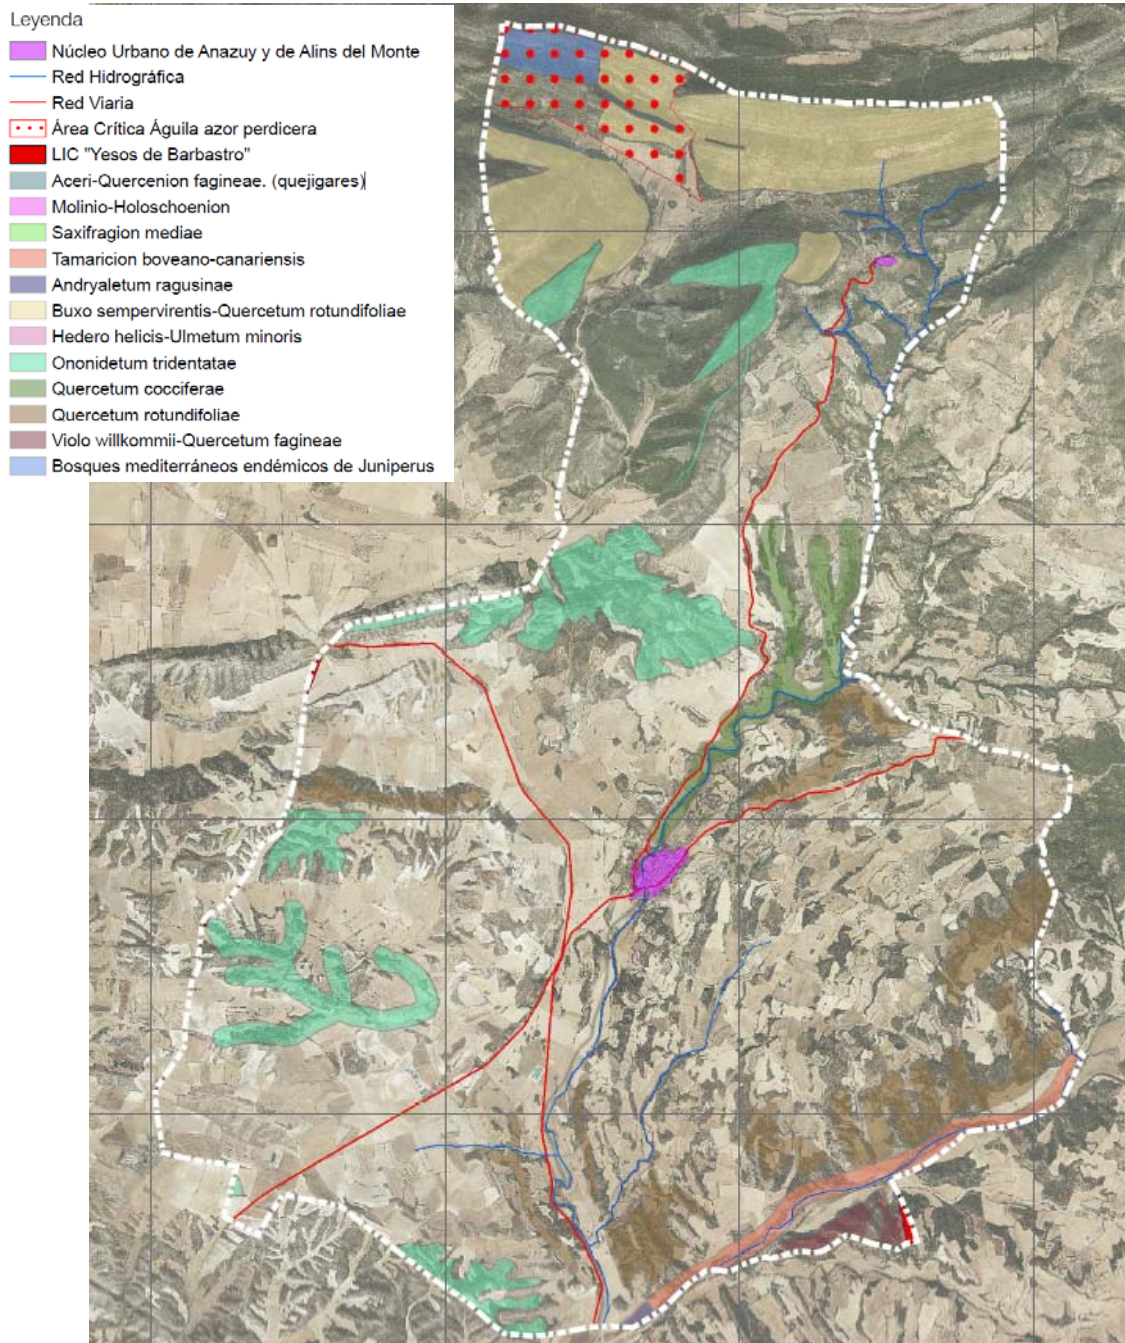 Leyenda
Núcleo Urbano de Anazuy y de Alins del Monte
Red Hidrográfica
Red Viaria
Área Crítica Águila azor perdicera
LIC "Yesos de Barbastro"
Aceri-Quercenion fagineae. (quejigares)
Molinio-Holoschoenion
Saxifragion mediae
Tamaricion boveano-canariensis
Andryaletum ragusinae
Buxo sempervirentis-Quercetum rotundifoliae
Hedero helicis-Ulmetum minoris
Ononidetum tridentatae
Quercetum cocciferae
Quercetum rotundifoliae
Violo willkommii-Quercetum fagineae
Bosques mediterráneos endémicos de Juniperus